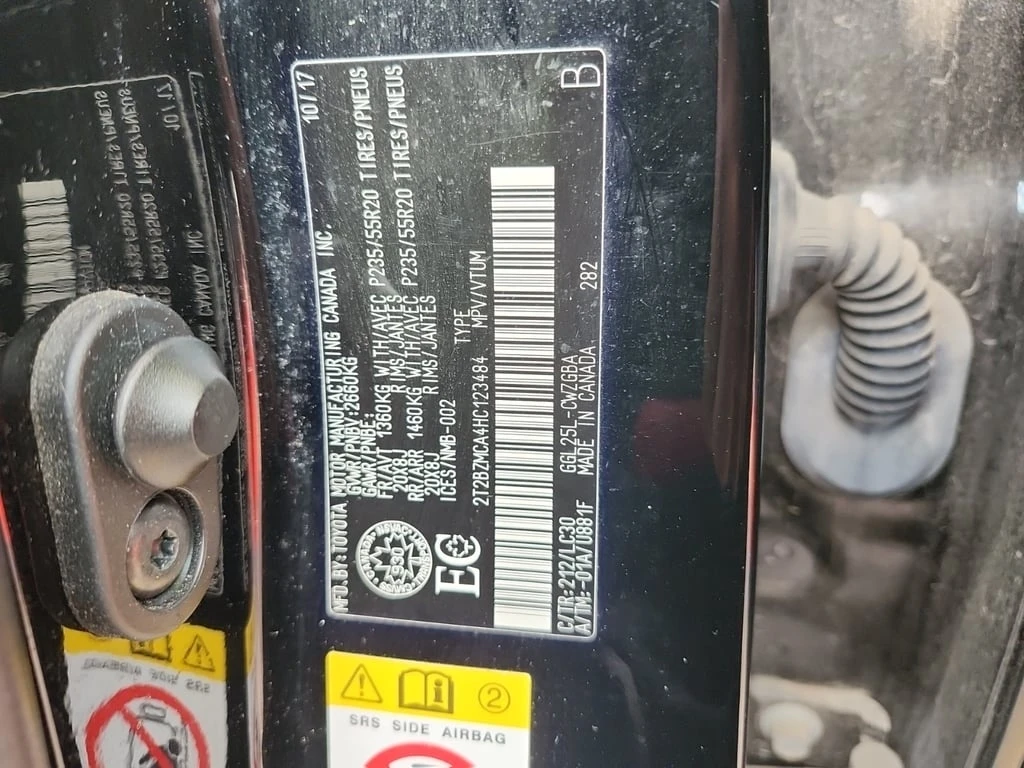 MFD.BY:TOYOTA MOTOR MANUFACTURING CANADA INC. 10/17
GVWR/PNBV:2660KG
GAWR/PNBE:
FR/AVT 1360KG WITH/AVEC P235/55R20 TIRES/PNEUS
20X8J RIMS/JANTES
RR/ARR 1460KG WITH/AVEC P235/55R20 TIRES/PNEUS
20X8J RIMS/JANTES
ICES/NMB-002
EC
2T2BZMCA4HC123484 TYPE MPV/VTUM
C/TR:212/LC30 GGL25L-CWZGBA
A/TM:-01A/U881F MADE IN CANADA 282 B
2
SRS SIDE AIRBAG